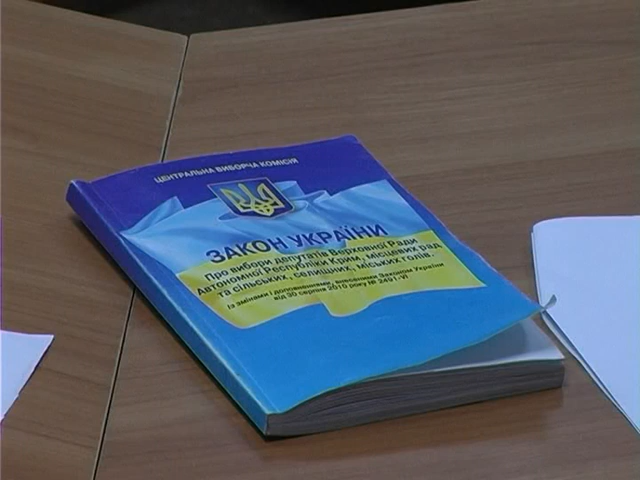 ЦЕНТРАЛЬНА ВИБОРЧА КОМІСІЯ
ЗАКОН УКРАЇНИ
Про вибори депутатів Верховної Ради
Автономної Республіки Крим, місцевих рад
та сільських, селищних, міських голів.
Із змінами і доповненнями, внесеними Законом України
від 30 серпня 2010 року № 2491-VI